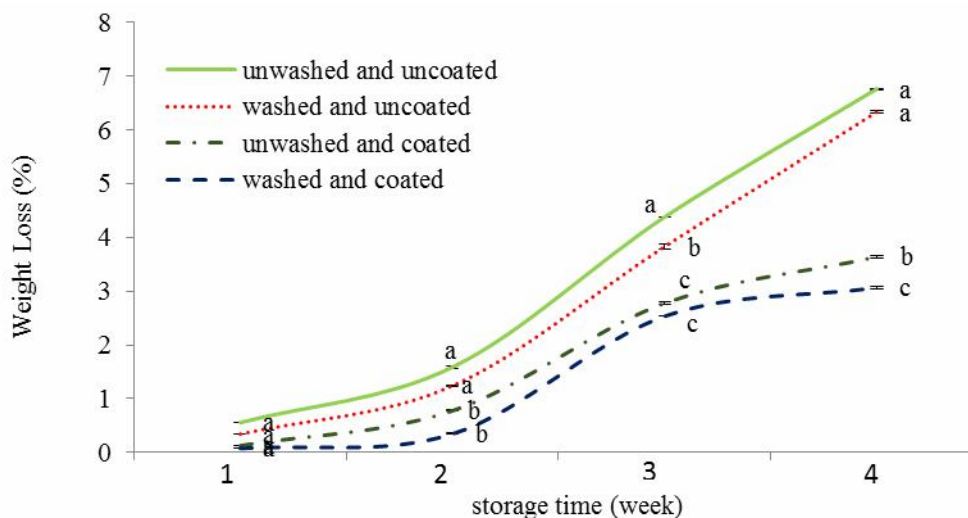 8
7
6
5
4
3
2
1
0
Weight Loss (%)
unwashed and uncoated
washed and uncoated
unwashed and coated
washed and coated
a
a
a
b
c
c
b
c
a
a
b
b
a
a
a
a
1 2 3 4
storage time (week)